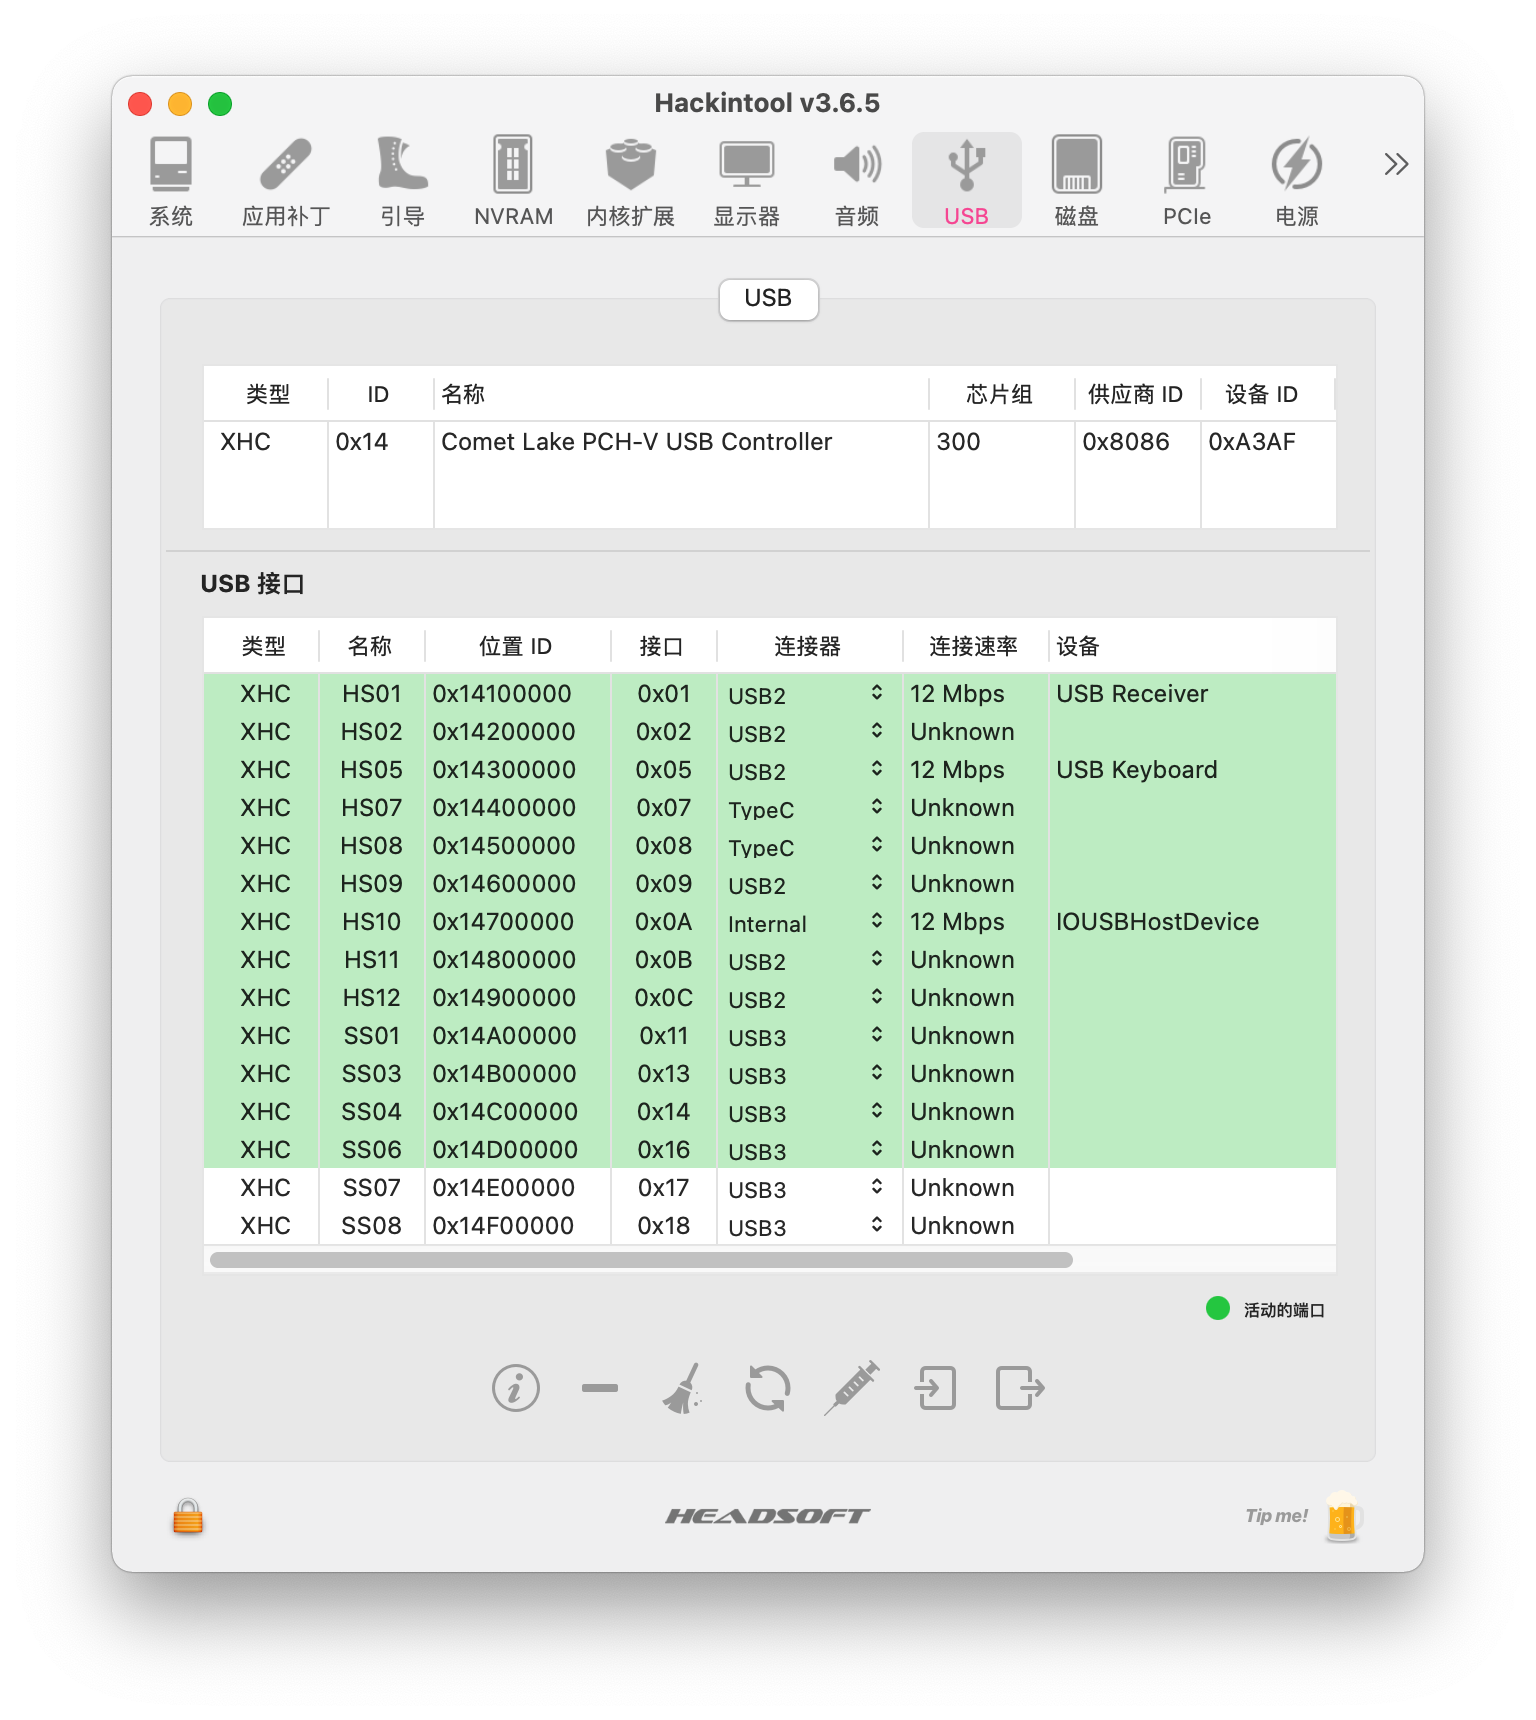 Hackintool v3.6.5
系统 应用补丁 引导 NVRAM 内核扩展 显示器 音频 USB 磁盘 PCIe 电源
USB
类型 ID 名称 芯片组 供应商 ID 设备 ID
XHC 0x14 Comet Lake PCH-V USB Controller 300 0x8086 0xA3AF
USB 接口
类型 名称 位置 ID 接口 连接器 连接速率 设备
XHC HS01 0x14100000 0x01 USB2 12 Mbps USB Receiver
XHC HS02 0x14200000 0x02 USB2 Unknown
XHC HS05 0x14300000 0x05 USB2 12 Mbps USB Keyboard
XHC HS07 0x14400000 0x07 TypeC Unknown
XHC HS08 0x14500000 0x08 TypeC Unknown
XHC HS09 0x14600000 0x09 USB2 Unknown
XHC HS10 0x14700000 0x0A Internal 12 Mbps IOUSBHostDevice
XHC HS11 0x14800000 0x0B USB2 Unknown
XHC HS12 0x14900000 0x0C USB2 Unknown
XHC SS01 0x14A00000 0x11 USB3 Unknown
XHC SS03 0x14B00000 0x13 USB3 Unknown
XHC SS04 0x14C00000 0x14 USB3 Unknown
XHC SS06 0x14D00000 0x16 USB3 Unknown
XHC SS07 0x14E00000 0x17 USB3 Unknown
XHC SS08 0x14F00000 0x18 USB3 Unknown
活动的端口
HEADSOFT
Tip me!